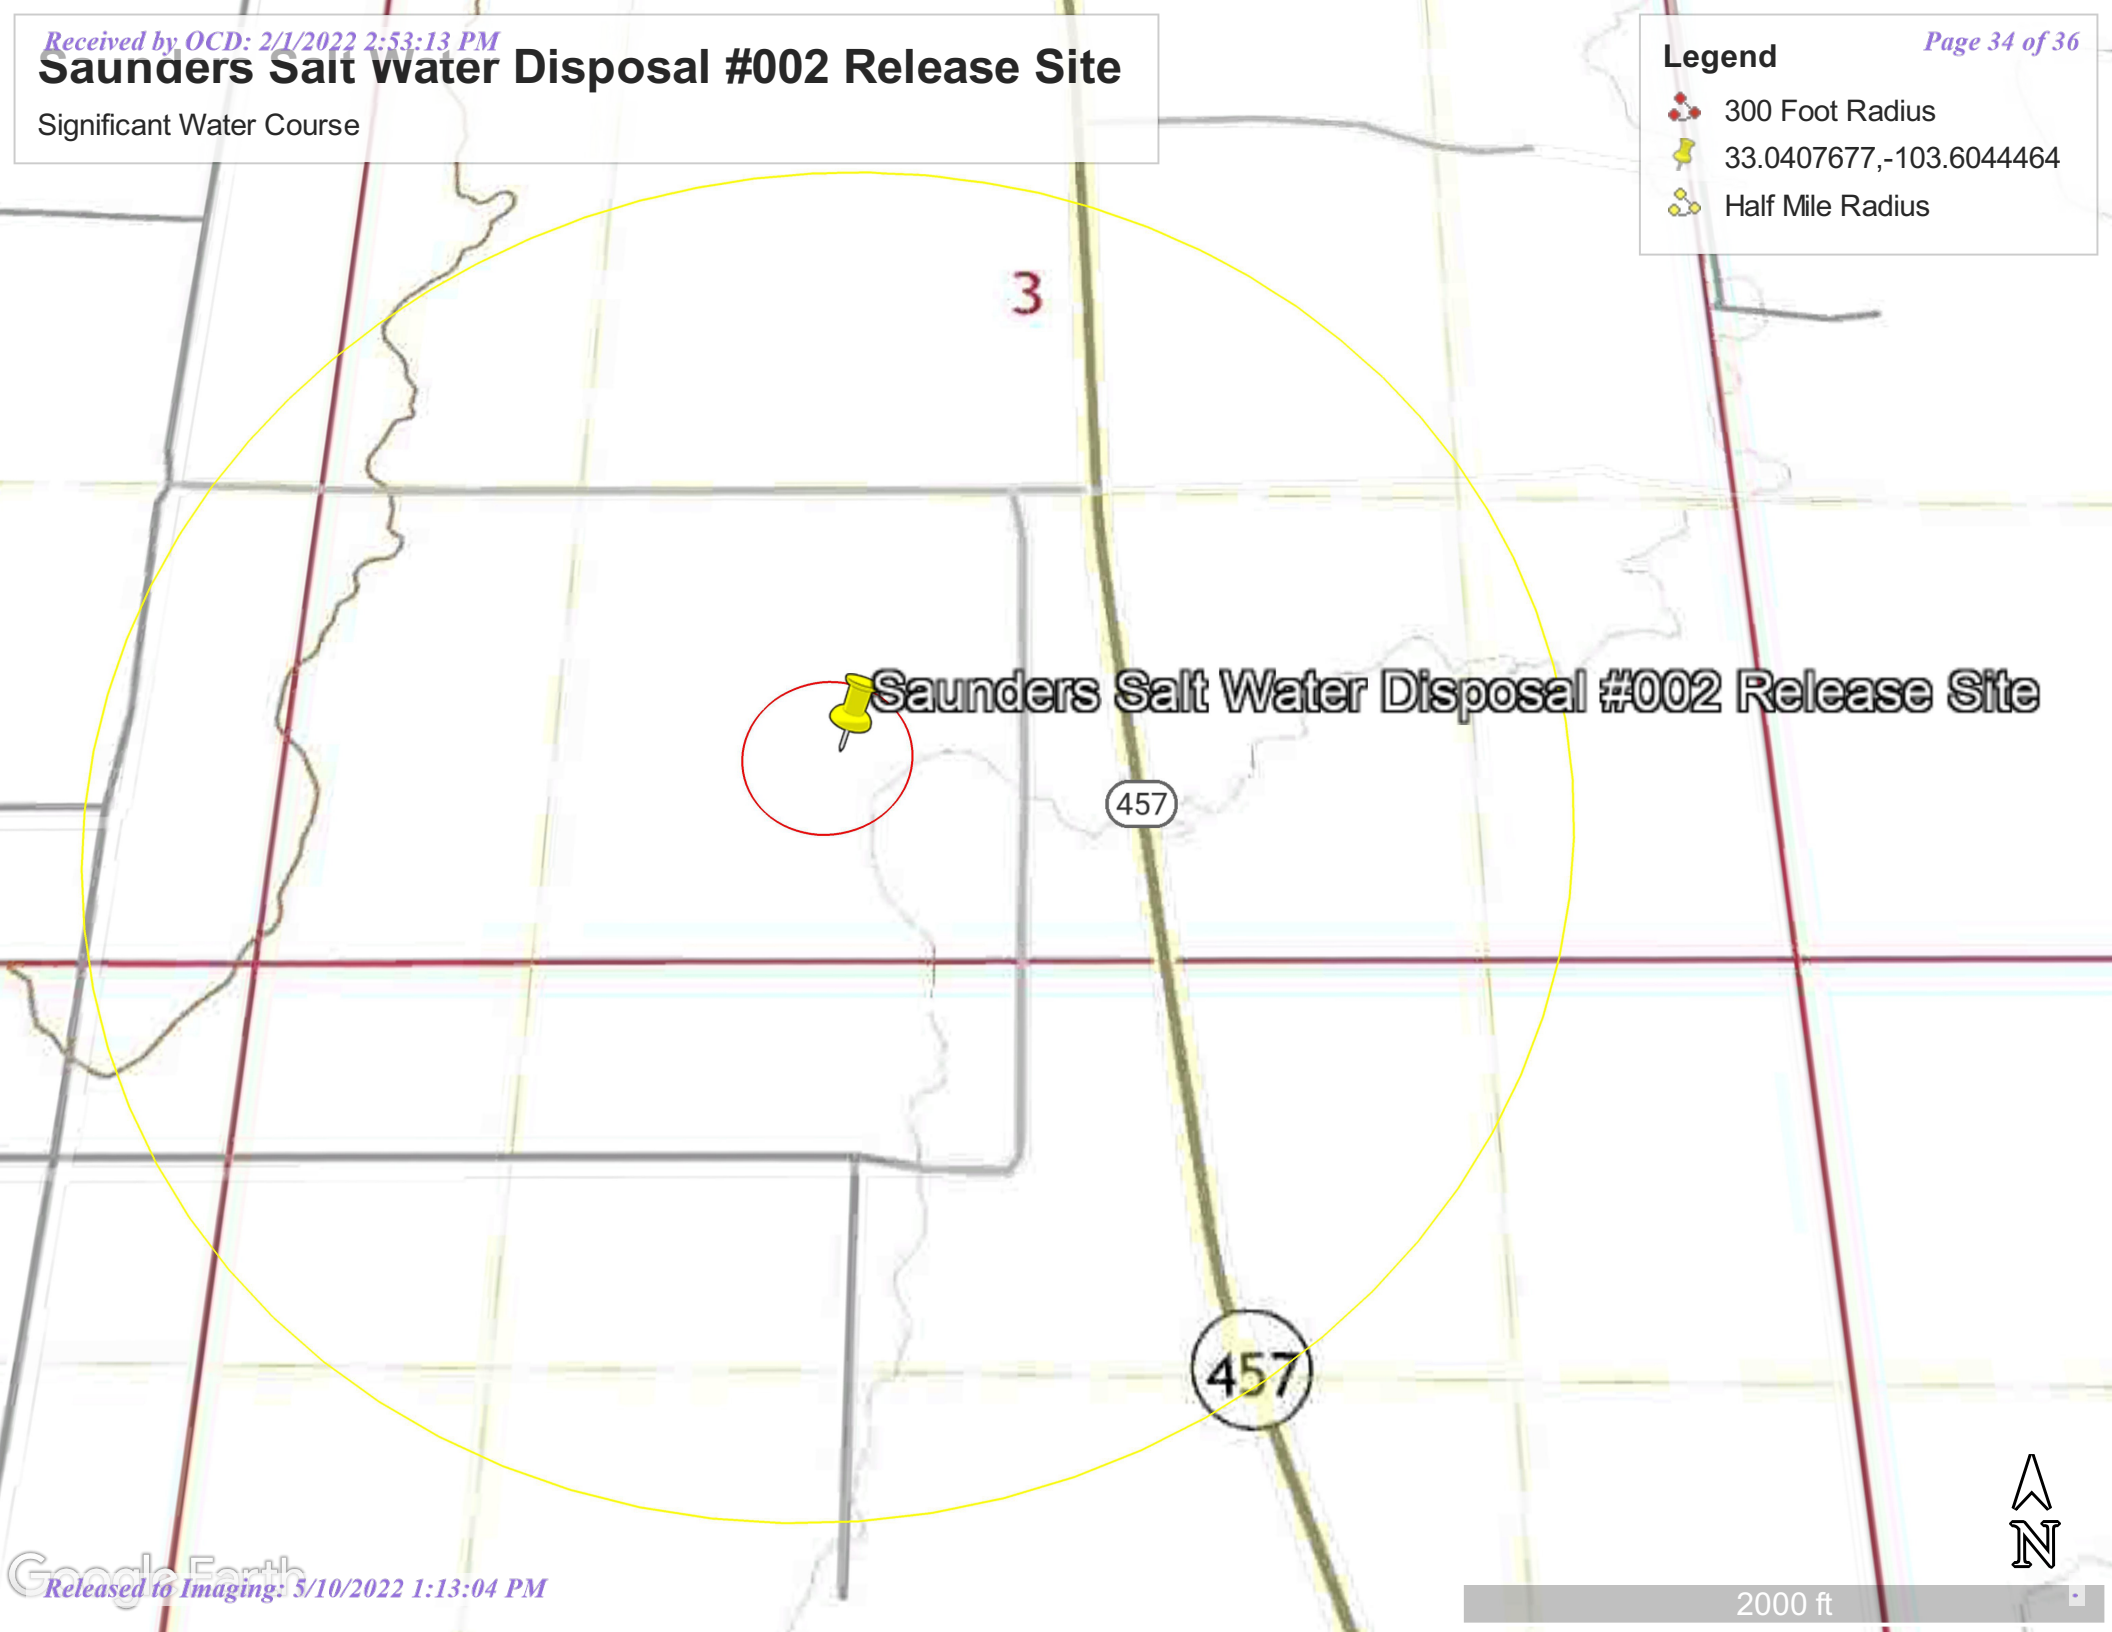 Received by OCD: 2/1/2022 2:53:13 PM
Page 34 of 36
Saunders Salt Water Disposal #002 Release Site
Significant Water Course
Legend
300 Foot Radius
33.0407677,-103.6044464
Half Mile Radius
3
Saunders Salt Water Disposal #002 Release Site
457
457
N
Google Earth
Released to Imaging: 5/10/2022 1:13:04 PM
2000 ft